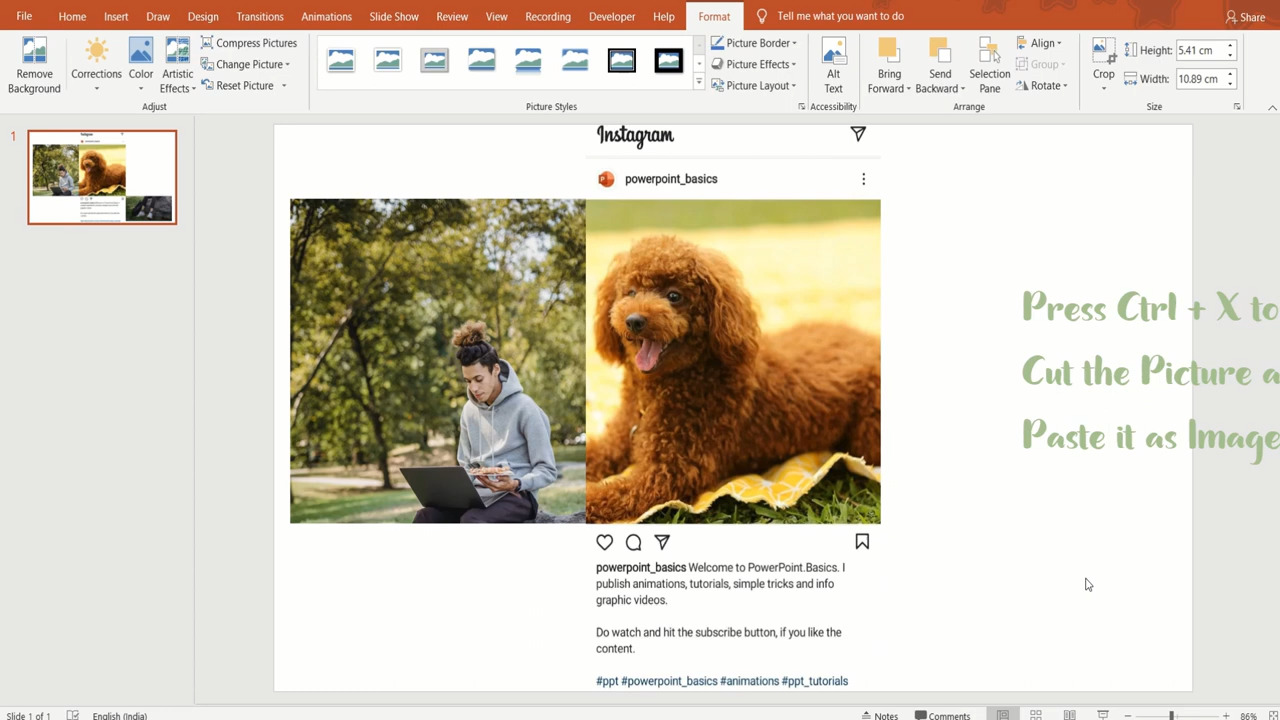 File Home Insert Draw Design Transitions Animations Slide Show Review View Recording Developer Help Format Tell me what you want to do Share
Remove Background
Corrections
Color
Artistic Effects
Compress Pictures
Change Picture
Reset Picture
Adjust
Picture Styles
Picture Border
Picture Effects
Picture Layout
Alt Text
Accessibility
Bring Forward
Send Backward
Selection Pane
Align
Group
Rotate
Arrange
Crop
Height: 5.41 cm
Width: 10.89 cm
Size
1
Instagram
powerpoint_basics
Press Ctrl + X to
Cut the Picture a
Paste it as Image
powerpoint_basics Welcome to PowerPoint.Basics. I
publish animations, tutorials, simple tricks and info
graphic videos.
Do watch and hit the subscribe button, if you like the
content.
#ppt #powerpoint_basics #animations #ppt_tutorials
Slide 1 of 1 English (India) Notes Comments 86%